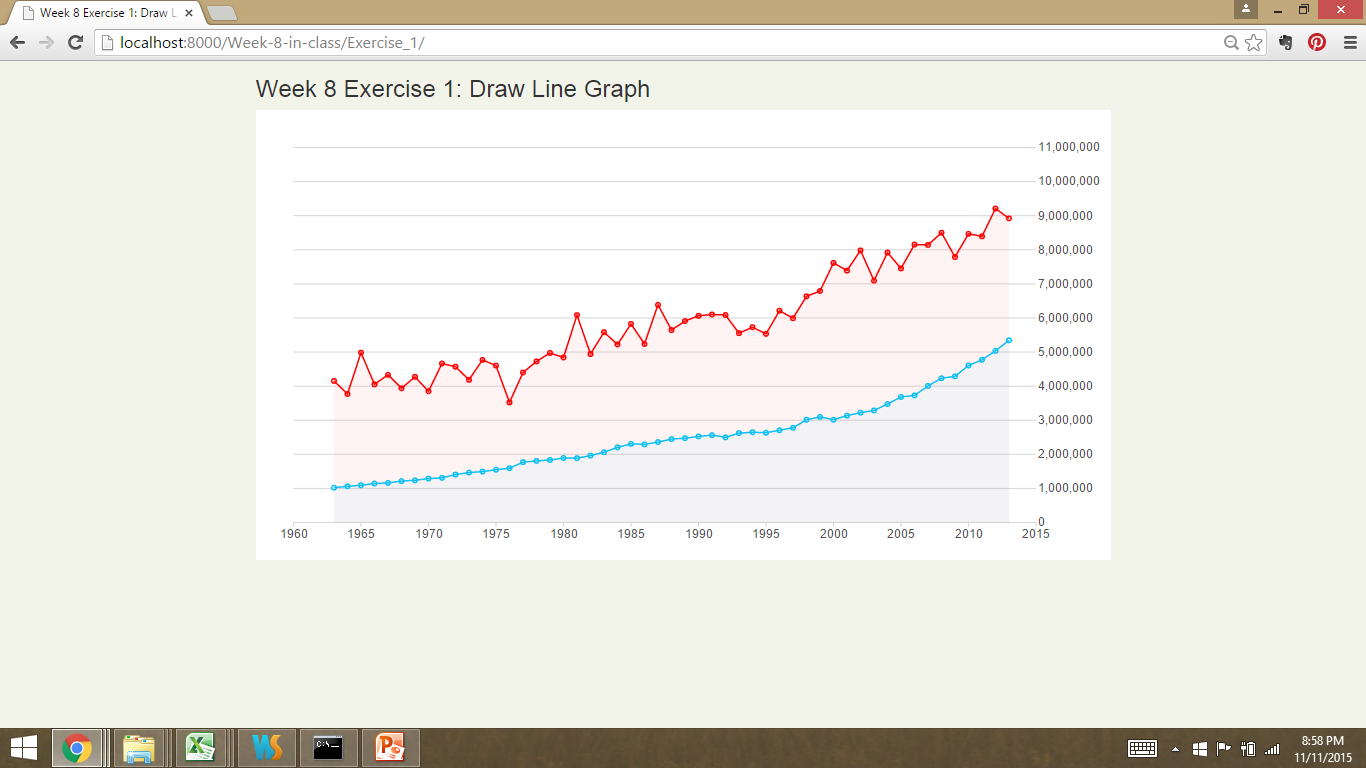 Week 8 Exercise 1: Draw L
localhost:8000/Week-8-in-class/Exercise_1/
Week 8 Exercise 1: Draw Line Graph
11,000,000
10,000,000
9,000,000
8,000,000
7,000,000
6,000,000
5,000,000
4,000,000
3,000,000
2,000,000
1,000,000
0
1960 1965 1970 1975 1980 1985 1990 1995 2000 2005 2010 2015
8:58 PM
11/11/2015